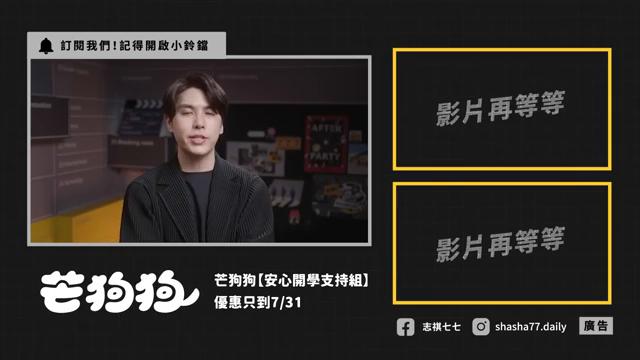 訂閱我們！記得開啟小鈴鐺
AFTER
PARTY
影片再等等
影片再等等
芒狗狗
芒狗狗【安心開學支持組】
優惠只到7/31
志祺七七
shasha77.daily
廣告